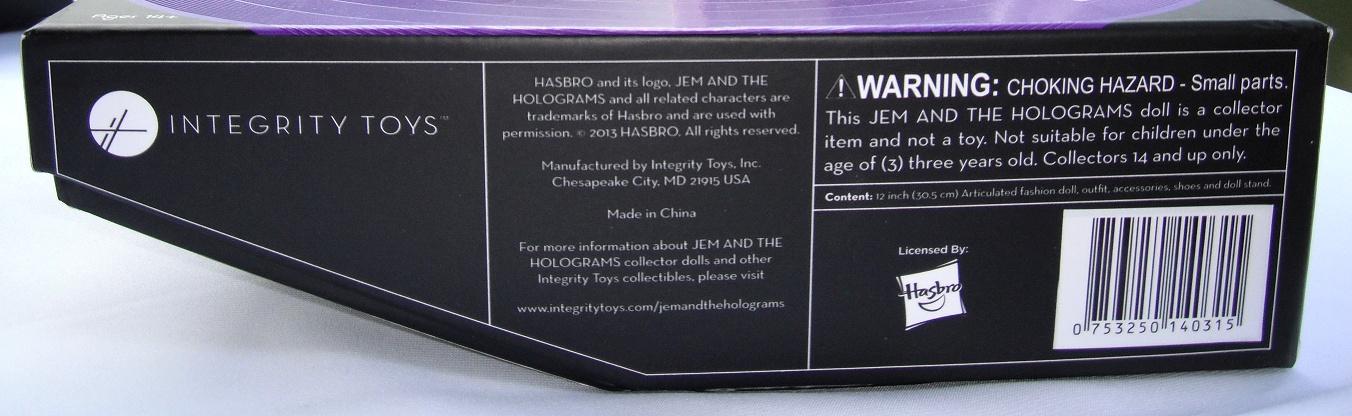 Ages 14+
INTEGRITY TOYS™
HASBRO and its logo, JEM AND THE
HOLOGRAMS and all related characters are
trademarks of Hasbro and are used with
permission. © 2013 HASBRO. All rights reserved.
Manufactured by Integrity Toys, Inc.
Chesapeake City, MD 21915 USA
Made in China
For more information about JEM AND THE
HOLOGRAMS collector dolls and other
Integrity Toys collectibles, please visit
www.integritytoys.com/jemandtheholograms
⚠WARNING: CHOKING HAZARD - Small parts.
This JEM AND THE HOLOGRAMS doll is a collector
item and not a toy. Not suitable for children under the
age of (3) three years old. Collectors 14 and up only.
Content: 12 inch (30.5 cm) Articulated fashion doll, outfit, accessories, shoes and doll stand.
Licensed By:
Hasbro
0 753250 140315